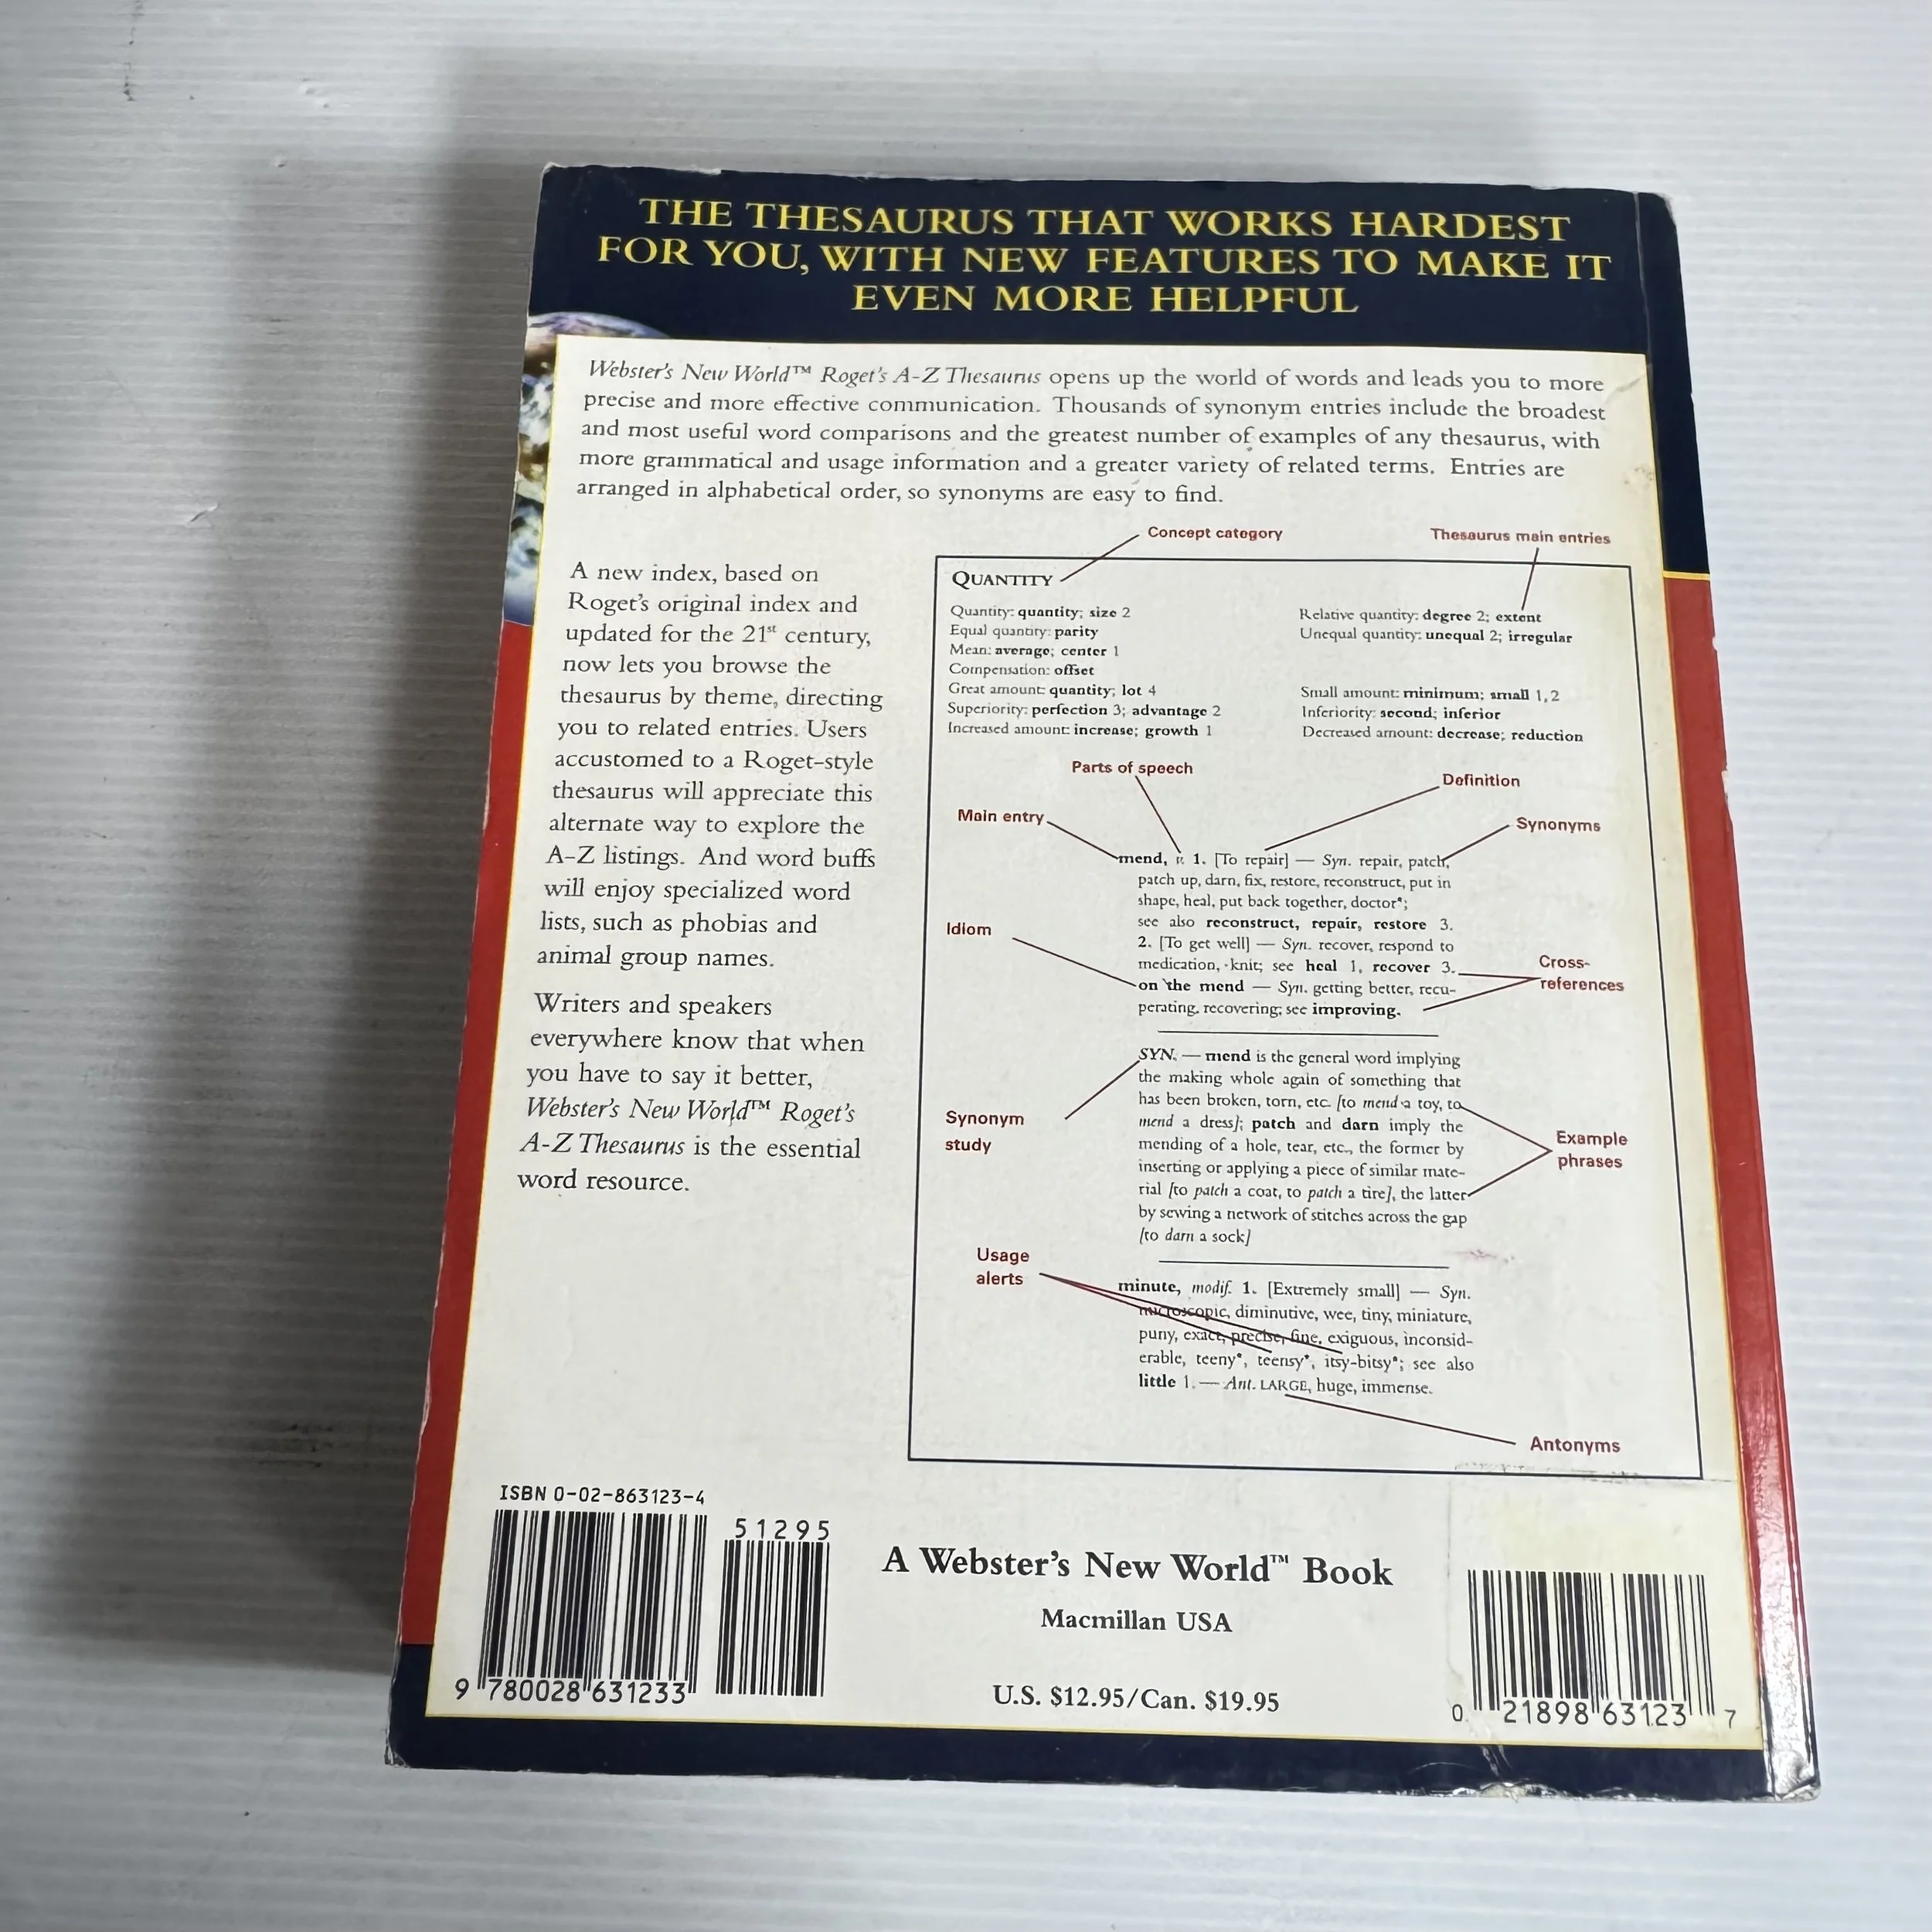 THE THESAURUS THAT WORKS HARDEST
FOR YOU, WITH NEW FEATURES TO MAKE IT
EVEN MORE HELPFUL
Webster's New World™ Roget's A-Z Thesaurus opens up the world of words and leads you to more
precise and more effective communication. Thousands of synonym entries include the broadest
and most useful word comparisons and the greatest number of examples of any thesaurus, with
more grammatical and usage information and a greater variety of related terms. Entries are
arranged in alphabetical order, so synonyms are easy to find.
A new index, based on
Roget's original index and
updated for the 21st century,
now lets you browse the
thesaurus by theme, directing
you to related entries. Users
accustomed to a Roget-style
thesaurus will appreciate this
alternate way to explore the
A-Z listings. And word buffs
will enjoy specialized word
lists, such as phobias and
animal group names.
Writers and speakers
everywhere know that when
you have to say it better,
Webster's New World™ Roget's
A-Z Thesaurus is the essential
word resource.
Concept category
Thesaurus main entries
QUANTITY
Quantity: quantity; size 2
Equal quantity: parity
Mean: average; center 1
Compensation: offset
Great amount: quantity; lot 4
Superiority: perfection 3; advantage 2
Increased amount: increase; growth 1
Relative quantity: degree 2; extent
Unequal quantity: unequal 2; irregular
Small amount: minimum; small 1, 2
Inferiority: second; inferior
Decreased amount: decrease; reduction
Parts of speech
Definition
Main entry
Synonyms
mend, v. 1. [To repair] — Syn. repair, patch,
patch up, darn, fix, restore, reconstruct, put in
shape, heal, put back together, doctor*;
see also reconstruct, repair, restore 3.
2. [To get well] — Syn. recover, respond to
medication, knit; see heal 1, recover 3.
on the mend — Syn. getting better, recu-
perating, recovering; see improving.
Idiom
Cross-
references
SYN. — mend is the general word implying
the making whole again of something that
has been broken, torn, etc. [to mend a toy, to
mend a dress]; patch and darn imply the
mending of a hole, tear, etc., the former by
inserting or applying a piece of similar mate-
rial [to patch a coat, to patch a tire], the latter
by sewing a network of stitches across the gap
[to darn a sock]
Synonym
study
Example
phrases
Usage
alerts
minute, modif. 1. [Extremely small] — Syn.
microscopic, diminutive, wee, tiny, miniature,
puny, exact, precise, fine, exiguous, inconsid-
erable, teeny*, teensy*, itsy-bitsy*; see also
little 1. — Ant. LARGE, huge, immense.
Antonyms
ISBN 0-02-863123-4
51295
9 780028 631233
A Webster's New World™ Book
Macmillan USA
U.S. $12.95/Can. $19.95
0 21898 63123 7